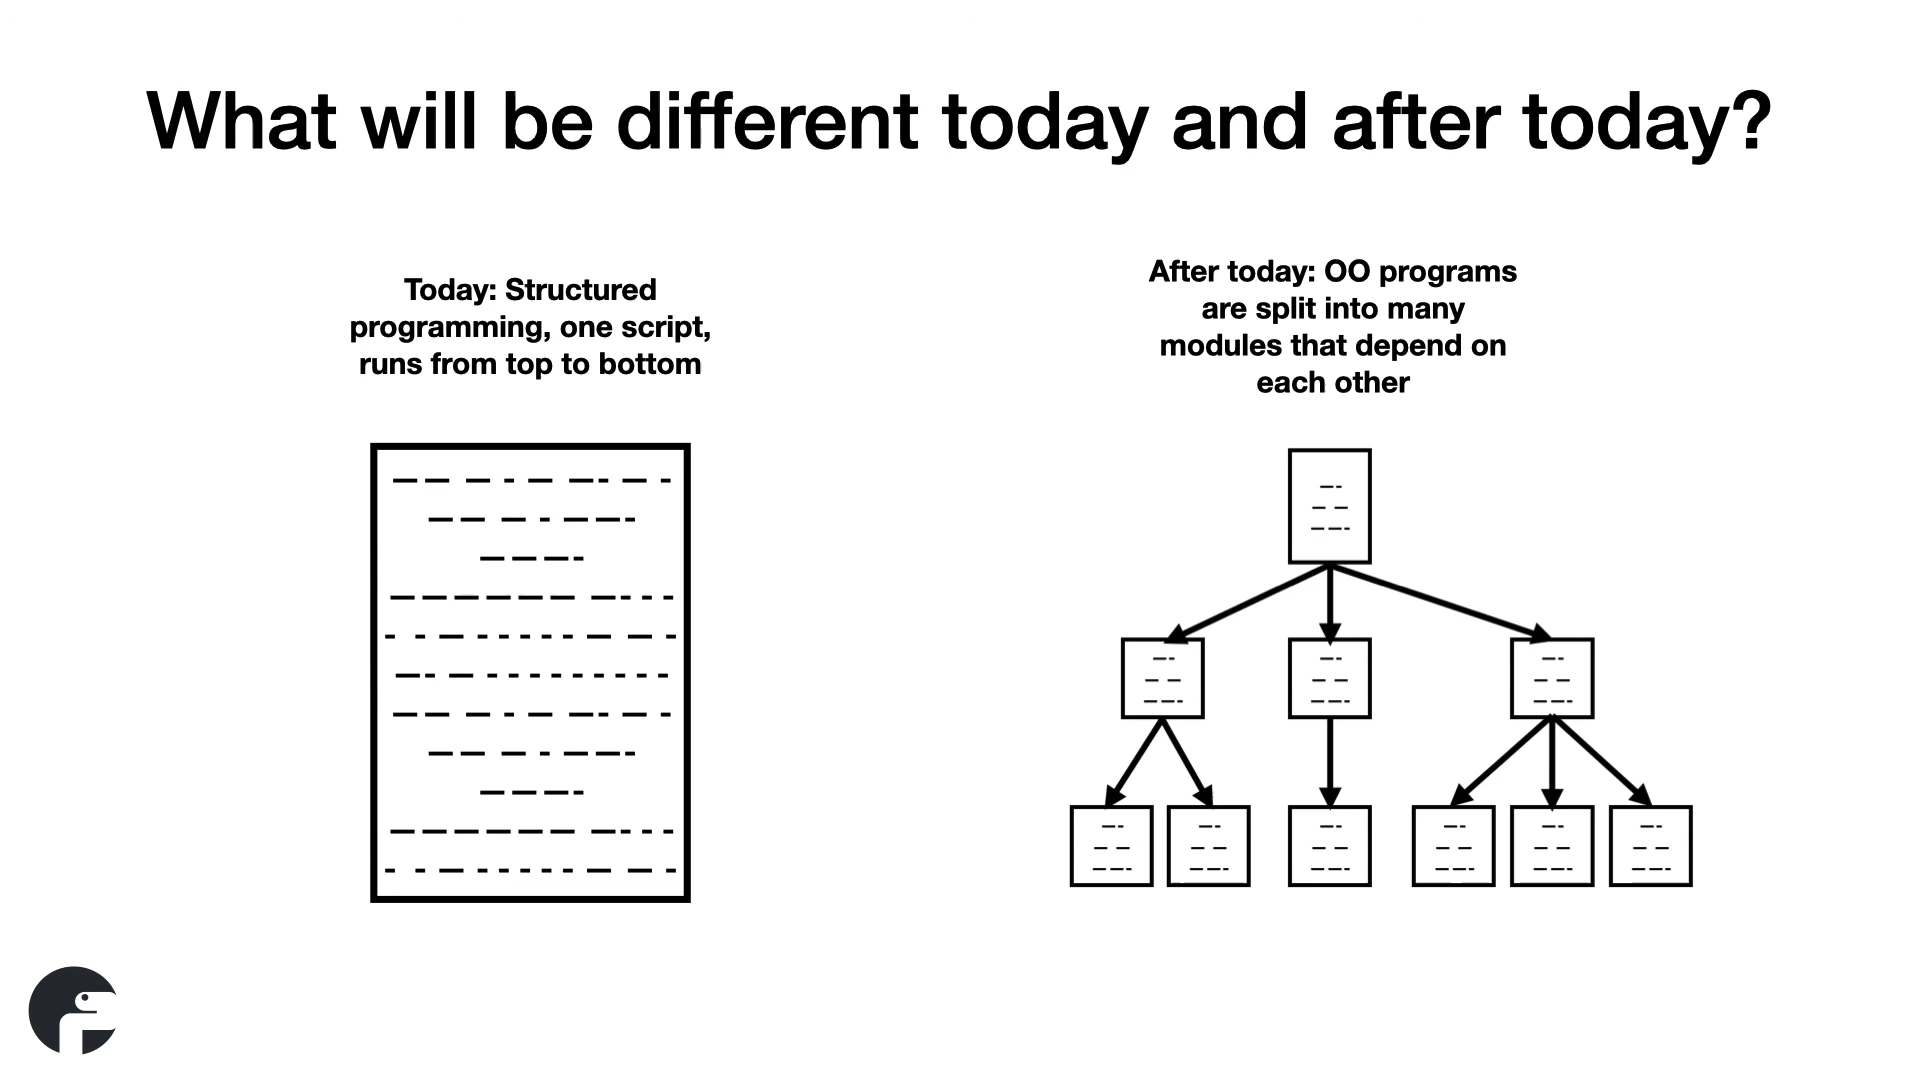 What will be different today and after today?
Today: Structured
programming, one script,
runs from top to bottom
After today: OO programs
are split into many
modules that depend on
each other